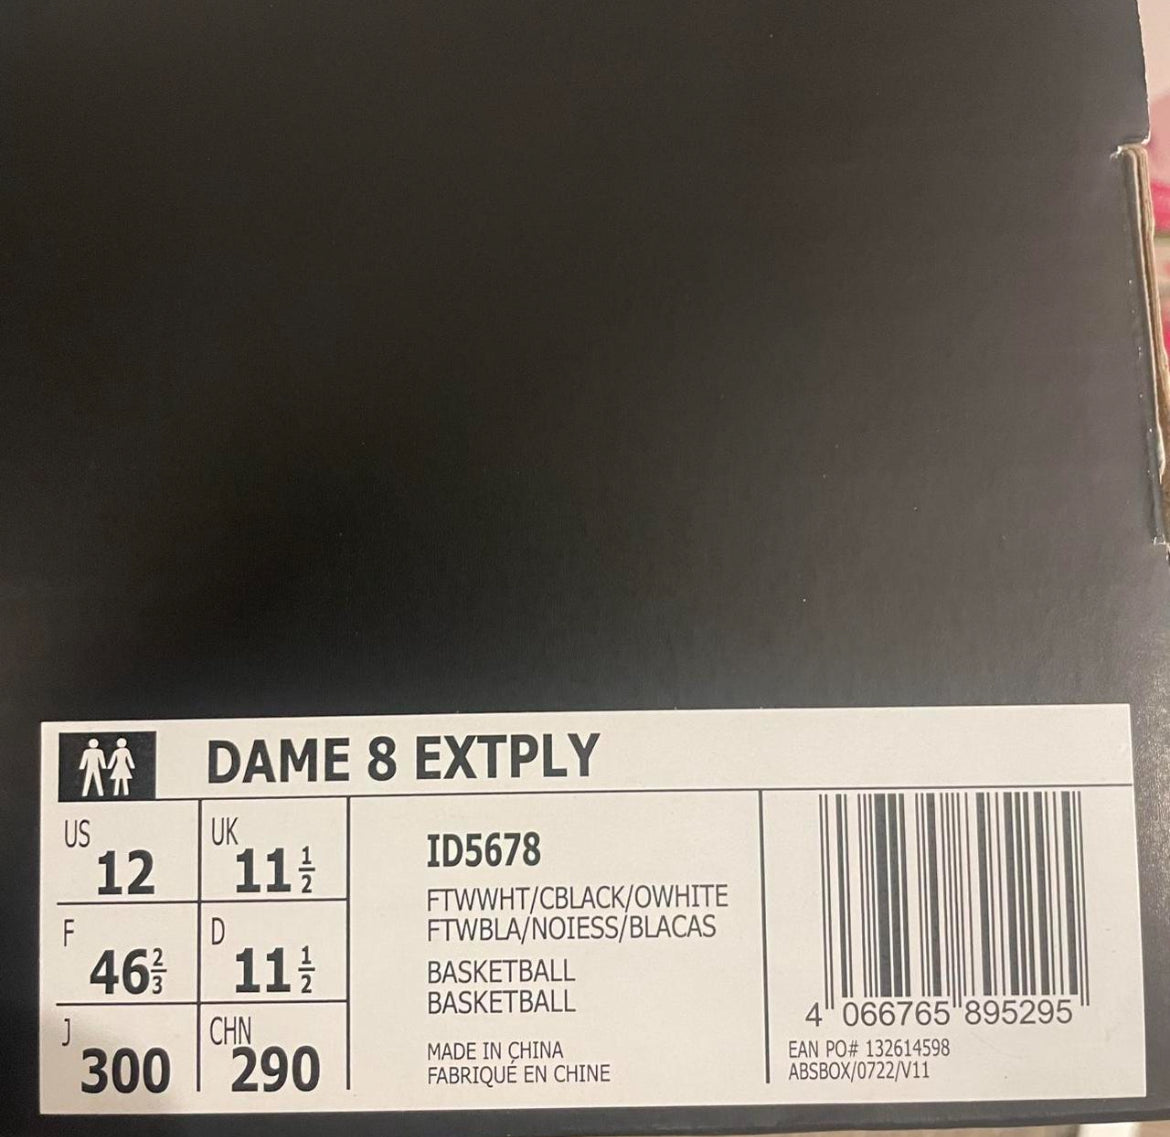 DAME 8 EXTPLY
US 12
UK 11 1/2
F 46 2/3
D 11 1/2
J 300
CHN 290
ID5678
FTWWHT/CBLACK/OWHITE
FTWBLA/NOIESS/BLACAS
BASKETBALL
BASKETBALL
MADE IN CHINA
FABRIQUÉ EN CHINE
4 066765 895295
EAN PO# 132614598
ABSBOX/0722/V11